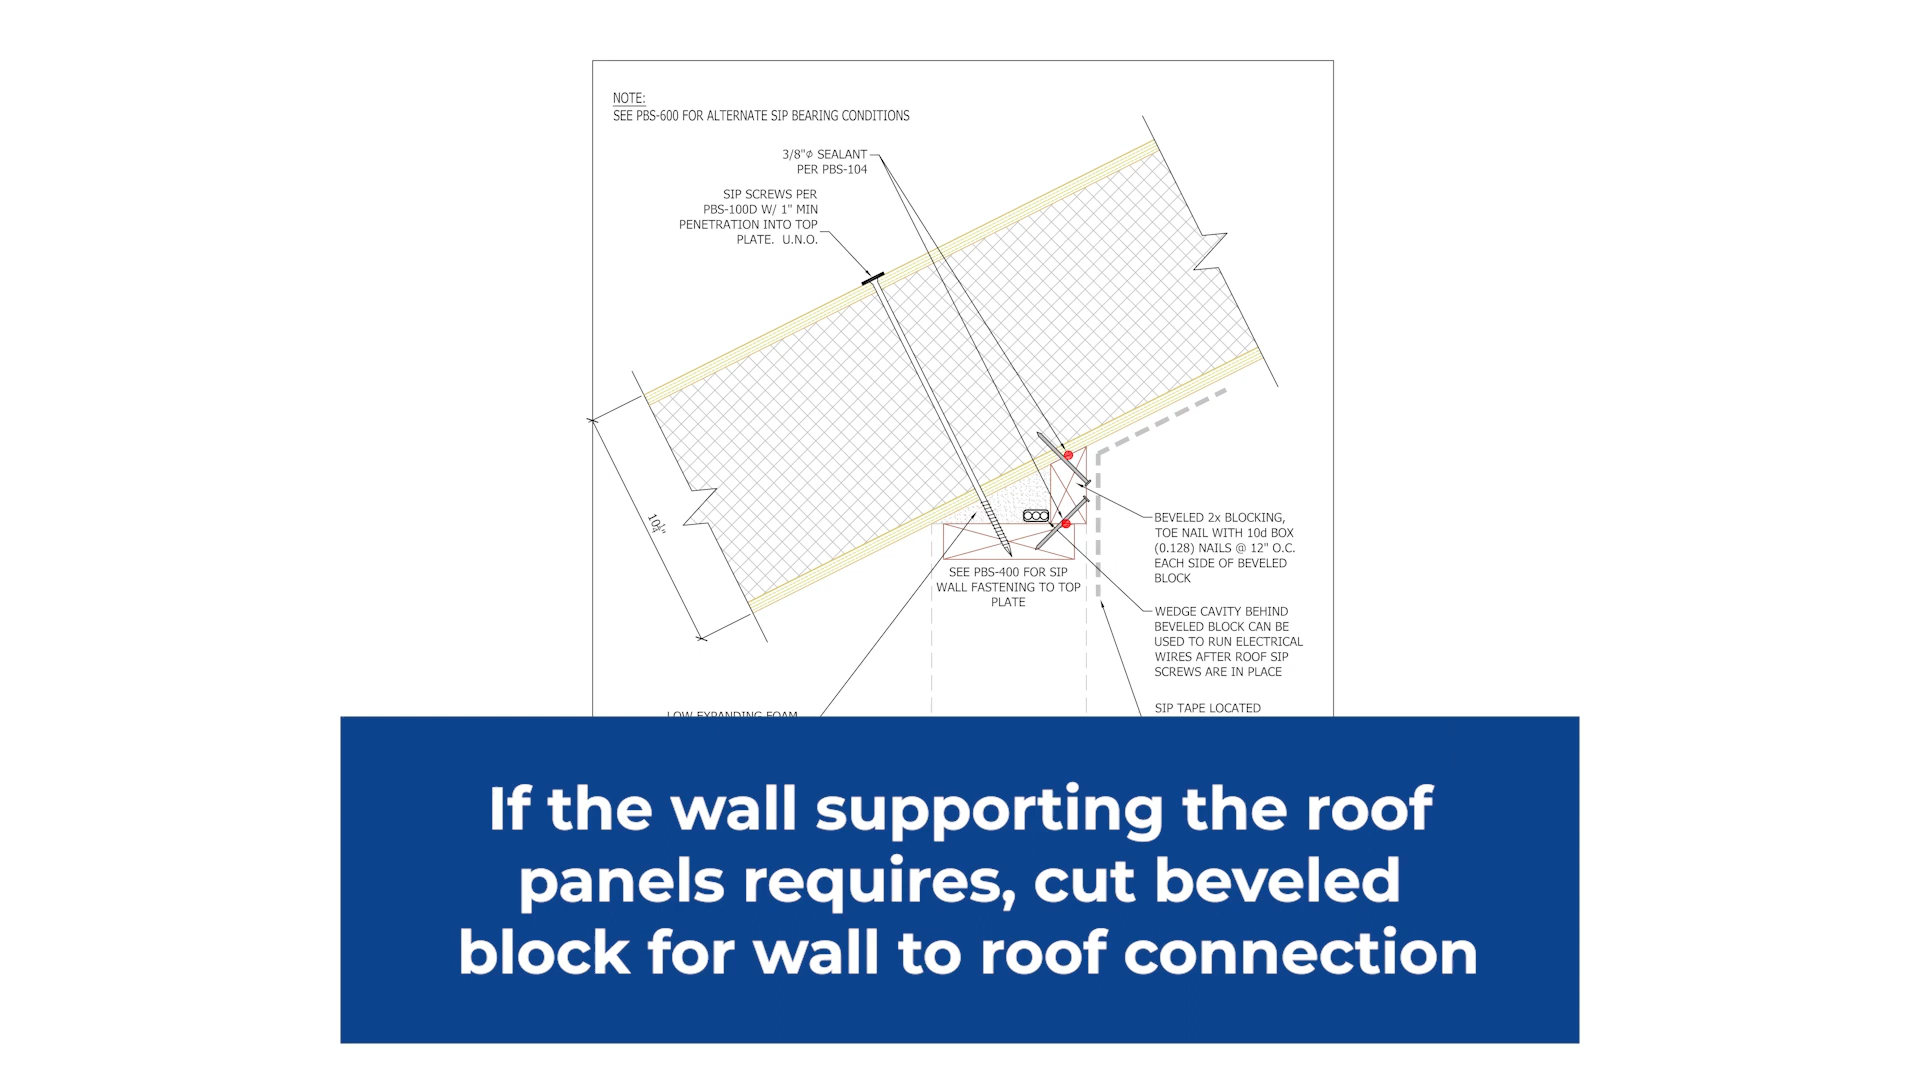 NOTE:
SEE PBS-600 FOR ALTERNATE SIP BEARING CONDITIONS
3/8"⌀ SEALANT
PER PBS-104
SIP SCREWS PER
PBS-100D W/ 1" MIN
PENETRATION INTO TOP
PLATE. U.N.O.
10¼"
BEVELED 2x BLOCKING,
TOE NAIL WITH 10d BOX
(0.128) NAILS @ 12" O.C.
EACH SIDE OF BEVELED
BLOCK
SEE PBS-400 FOR SIP
WALL FASTENING TO TOP
PLATE
WEDGE CAVITY BEHIND
BEVELED BLOCK CAN BE
USED TO RUN ELECTRICAL
WIRES AFTER ROOF SIP
SCREWS ARE IN PLACE
SIP TAPE LOCATED
LOW EXPANDING FOAM
If the wall supporting the roof
panels requires, cut beveled
block for wall to roof connection